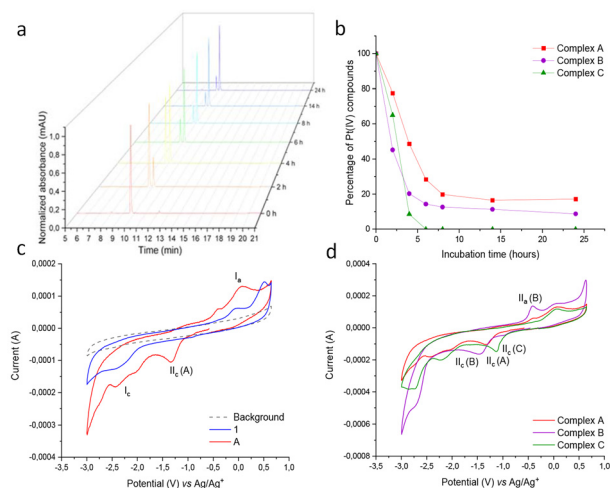 a
Normalized absorbance (mAU)
1,0
0,8
0,6
0,4
0,2
0,0
5 6 7 8 9 10 11 12 13 14 15 16 17 18 19 20 21
Time (min)
24 h
14 h
8 h
6 h
4 h
2 h
0 h
b
Percentage of Pt(IV) compounds
100
80
60
40
20
0
0 5 10 15 20 25
Incubation time (hours)
Complex A
Complex B
Complex C
c
Current (A)
0,0002
0,0001
0,0000
-0,0001
-0,0002
-0,0003
-0,0004
-3,5 -3,0 -2,5 -2,0 -1,5 -1,0 -0,5 0,0 0,5 1,0
Potential (V) vs Ag/Ag⁺
Iₐ
II_c (A)
I_c
Background
1
A
d
Current (A)
0,0004
0,0002
0,0000
-0,0002
-0,0004
-0,0006
-0,0008
-3,5 -3,0 -2,5 -2,0 -1,5 -1,0 -0,5 0,0 0,5 1,0
Potential (V) vs Ag/Ag⁺
IIₐ (B)
II_c (C)
II_c (B)
II_c (A)
Complex A
Complex B
Complex C